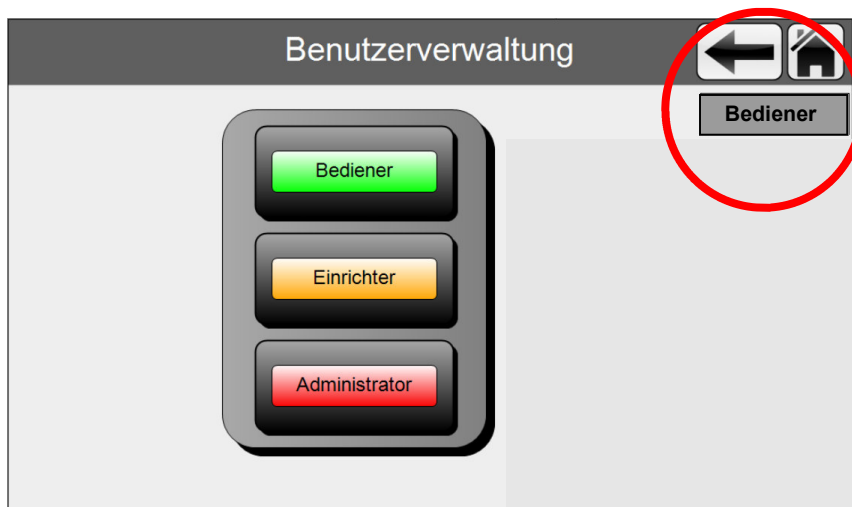 Benutzerverwaltung
Bediener
Bediener
Einrichter
Administrator